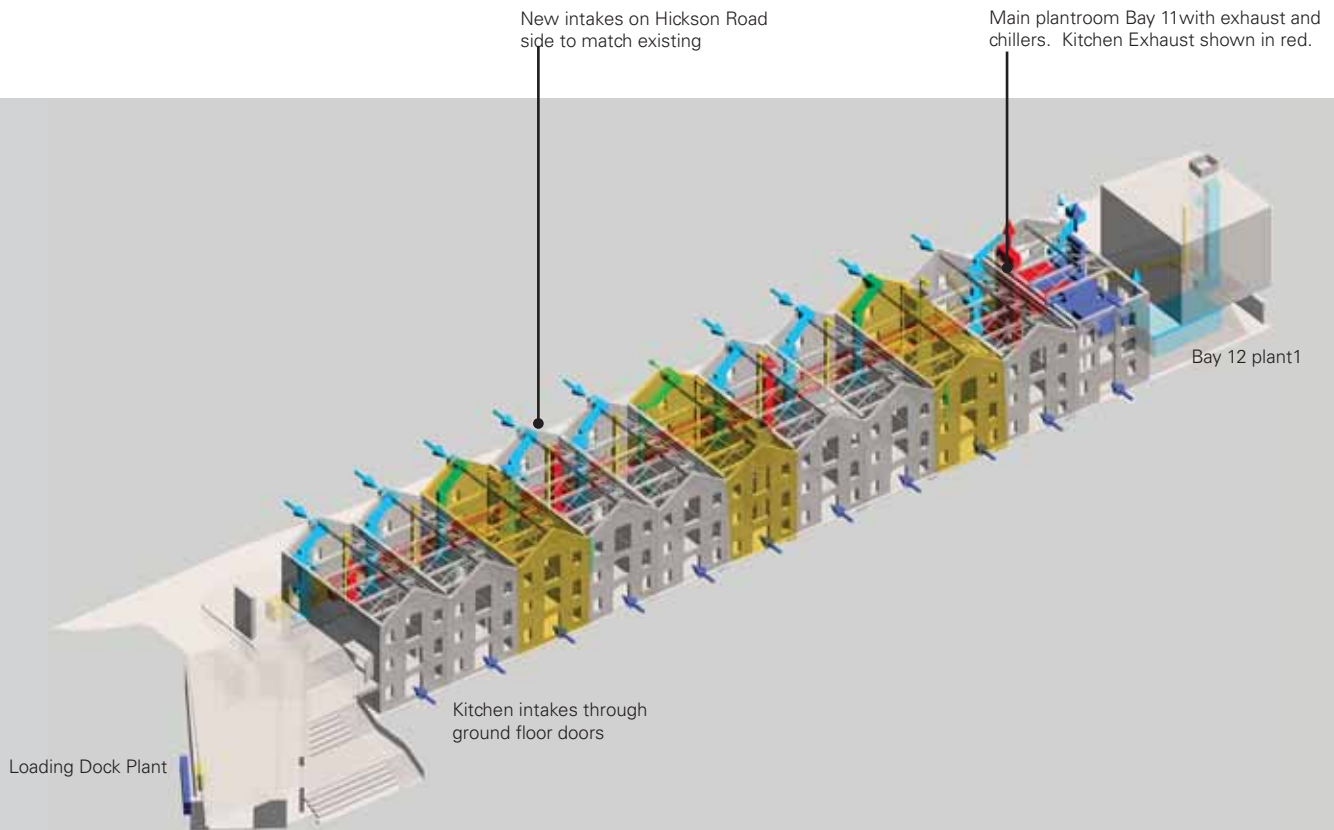 New intakes on Hickson Road
side to match existing
Main plantroom Bay 11with exhaust and
chillers. Kitchen Exhaust shown in red.
Bay 12 plant1
Kitchen intakes through
ground floor doors
Loading Dock Plant